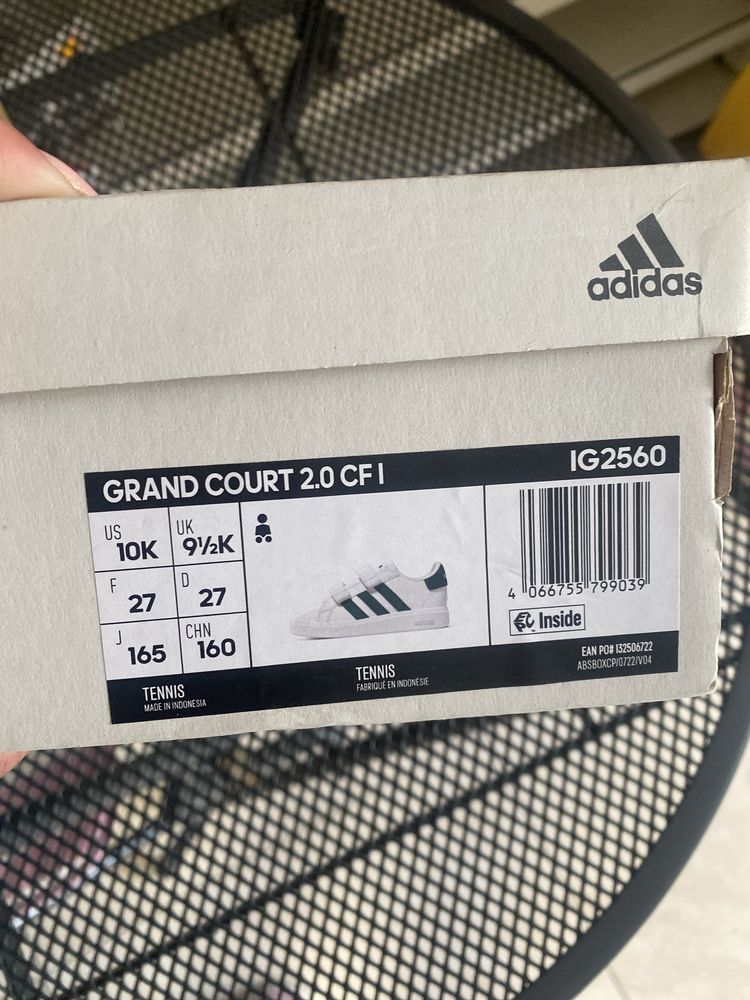 adidas
GRAND COURT 2.0 CF I
IG2560
US 10K
UK 9½K
F 27
D 27
J 165
CHN 160
4 066755 799039
Inside
TENNIS
MADE IN INDONESIA
TENNIS
FABRIQUÉ EN INDONÉSIE
EAN PO# 132506722
ABSBOXCP/0722/V04